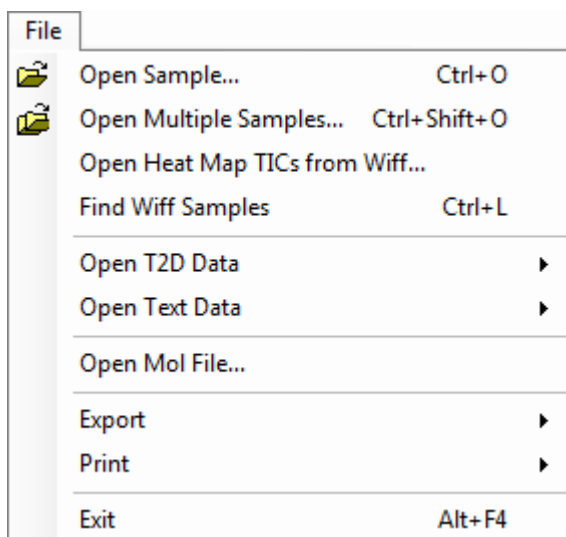 File
Open Sample... Ctrl+O
Open Multiple Samples... Ctrl+Shift+O
Open Heat Map TICs from Wiff...
Find Wiff Samples Ctrl+L
Open T2D Data
Open Text Data
Open Mol File...
Export
Print
Exit Alt+F4